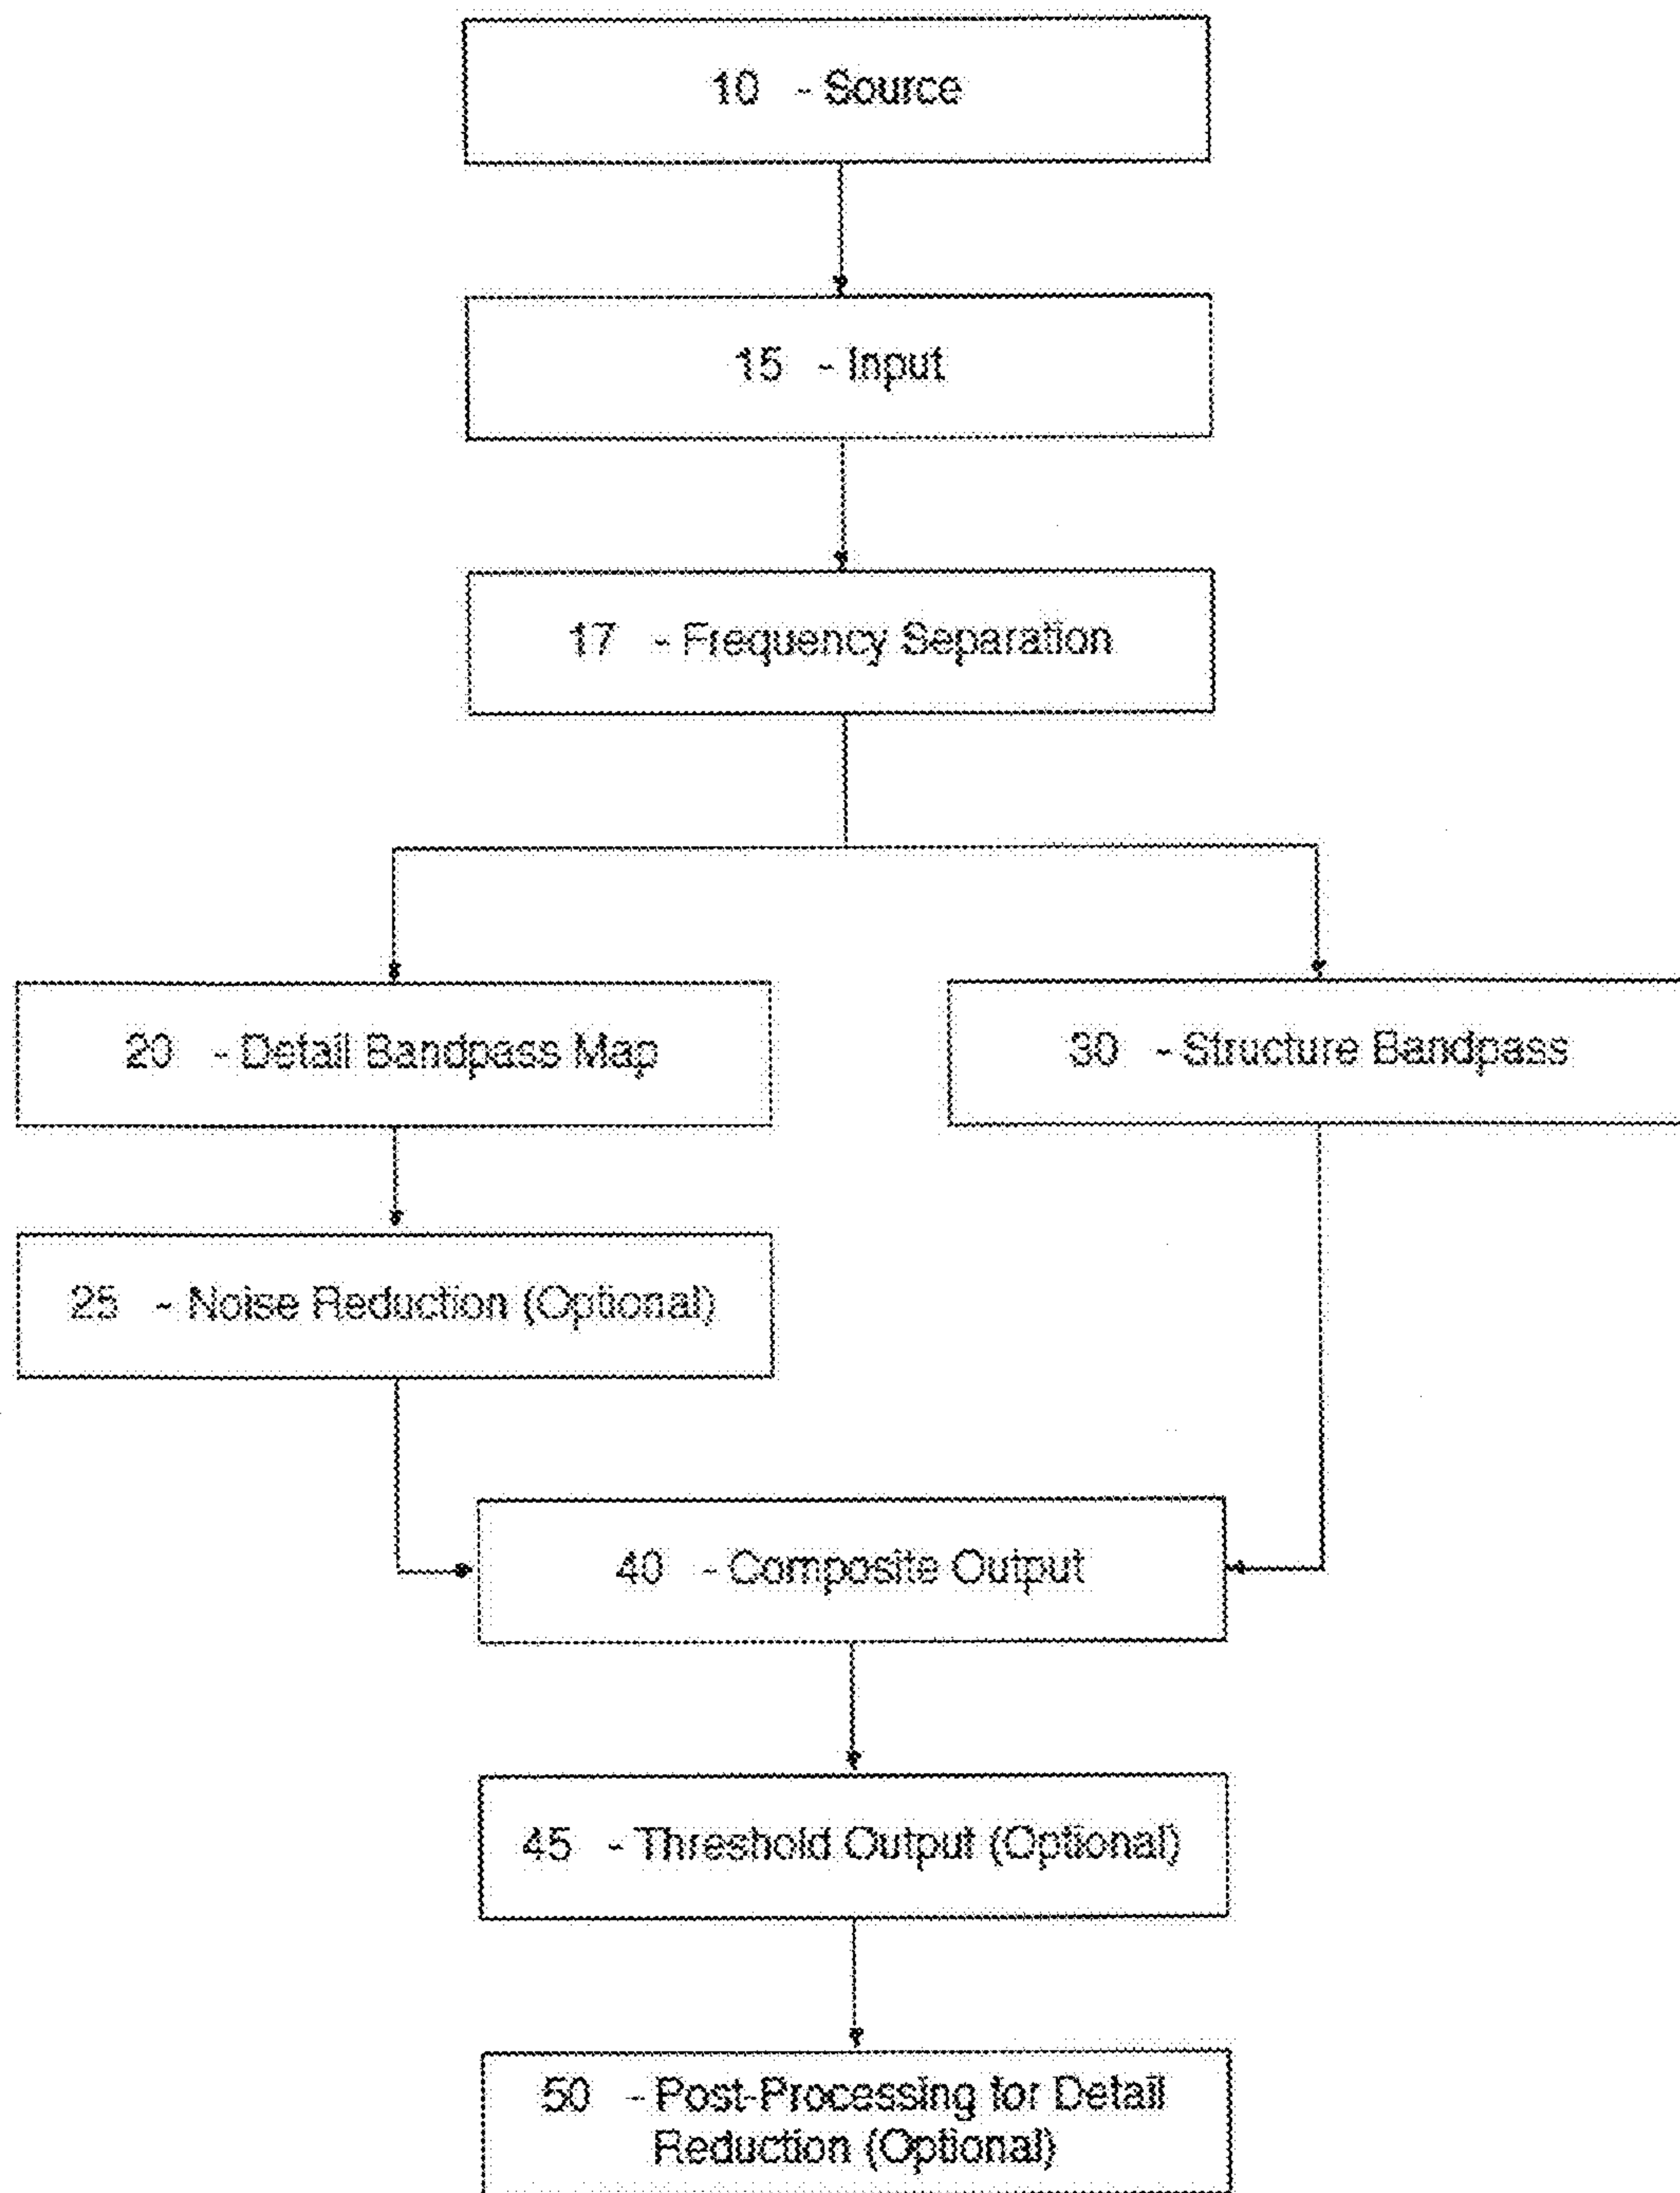 10 - Source
15 - Input
17 - Frequency Separation
20 - Detail Bandpass Map
30 - Structure Bandpass
25 - Noise Reduction (Optional)
40 - Composite Output
45 - Threshold Output (Optional)
50 - Post-Processing for Detail
Reduction (Optional)